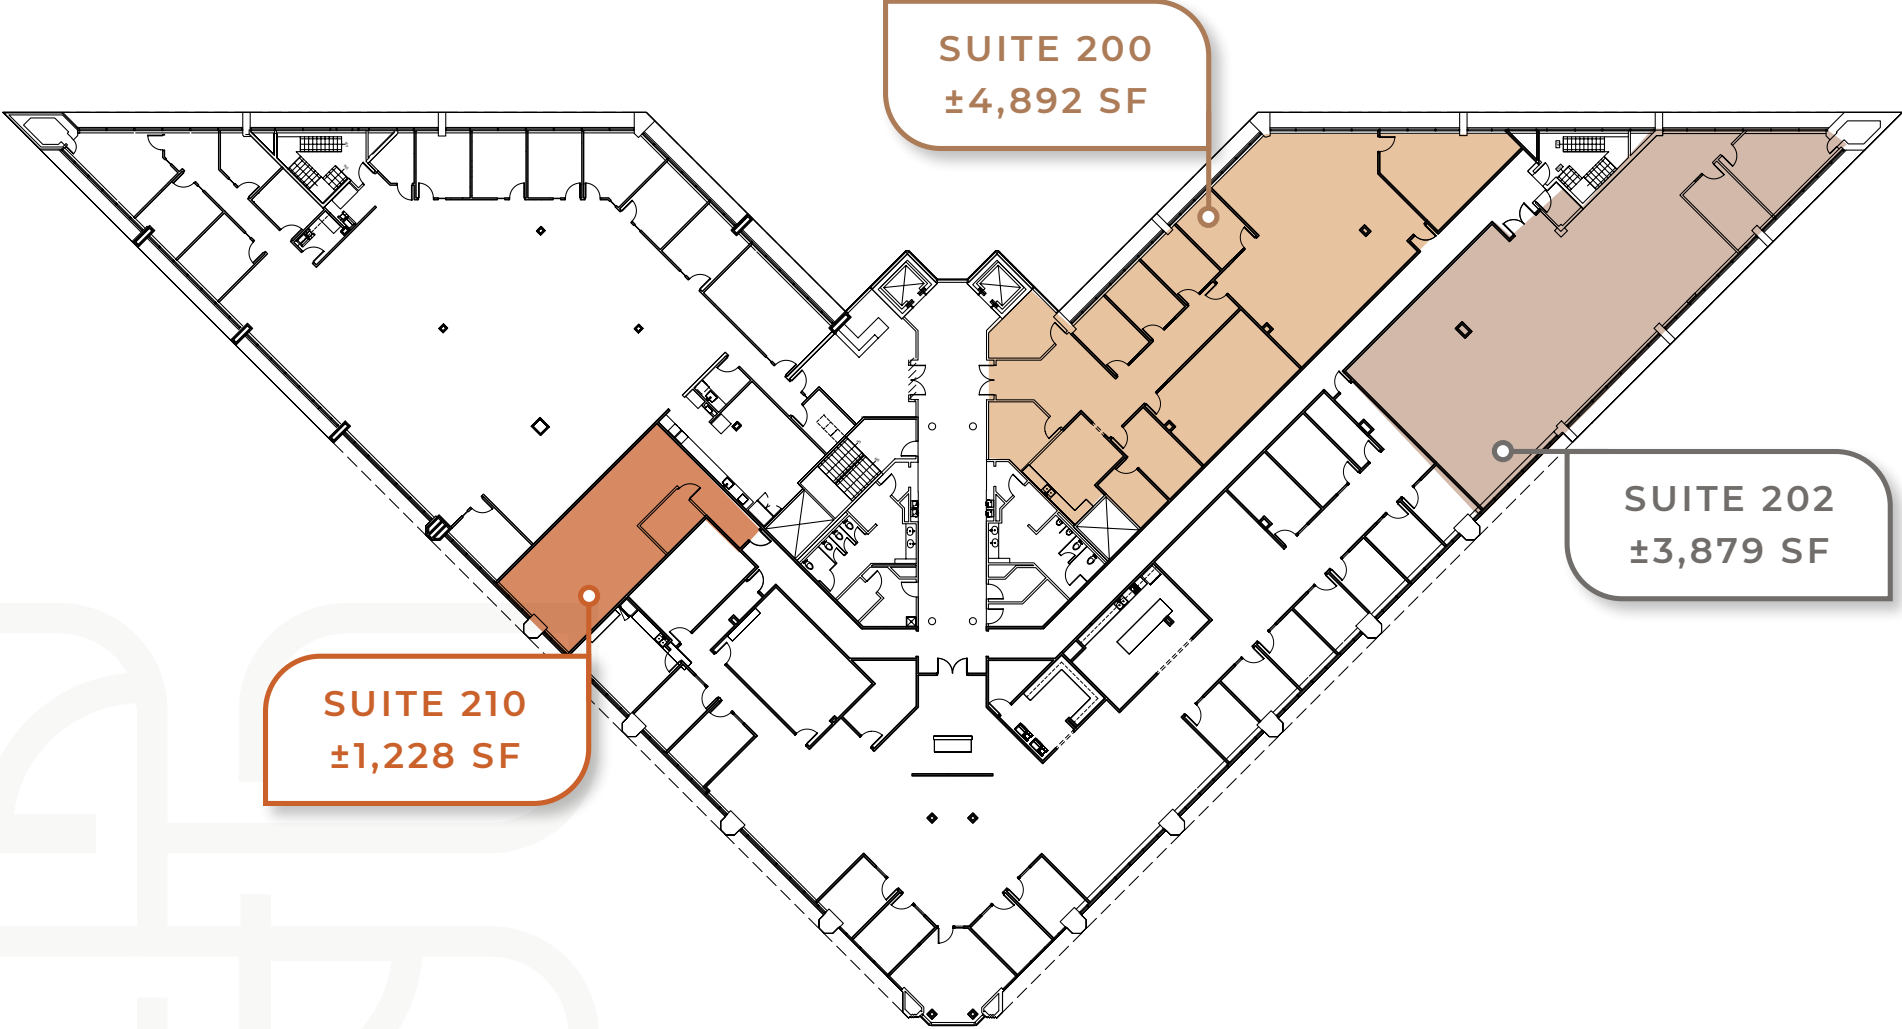 SUITE 200
±4,892 SF
SUITE 202
±3,879 SF
SUITE 210
±1,228 SF